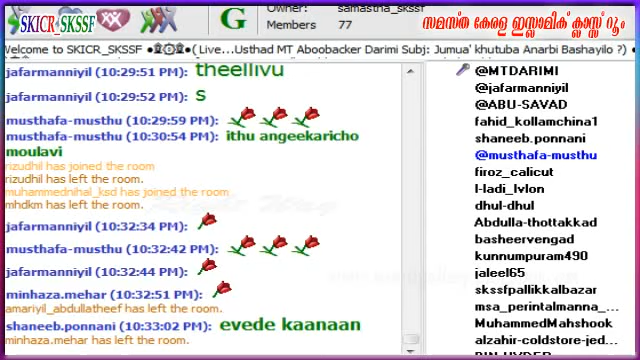 SKICR_SKSSF
G
Owner: samastha_skssf
Members 77
സമസ്ത കേരള ഇസ്ലാമിക് ക്ലാസ്സ് റൂം
Welcome to SKICR_SKSSF
(Live...Usthad MT Aboobacker Darimi Subj: Jumua' khutuba Anarbi Bashayilo ?)
jafarmanniyil (10:29:51 PM): theellivu
jafarmanniyil (10:29:52 PM): s
musthafa-musthu (10:29:59 PM):
musthafa-musthu (10:30:54 PM): ithu angeekaricho
moulavi
rizudhil has joined the room
rizudhil has left the room.
muhammednihal_ksd has joined the room
mhdkm has left the room.
jafarmanniyil (10:32:34 PM):
musthafa-musthu (10:32:42 PM):
jafarmanniyil (10:32:44 PM):
minhaza.mehar (10:32:51 PM):
amariyil_abdullatheef has left the room.
shaneeb.ponnani (10:33:02 PM): evede kaanaan
minhaza.mehar has left the room.
@MTDARIMI
@jafarmanniyil
@ABU-SAVAD
fahid_kollamchina1
shaneeb.ponnani
@musthafa-musthu
firoz_calicut
l-ladi_lvlon
dhul-dhul
Abdulla-thottakkad
basheervengad
kunnumpuram490
jaleel65
skssfpallikkalbazar
msa_perintalmanna_...
MuhammedMahshook
alzahir-coldstore-jed...